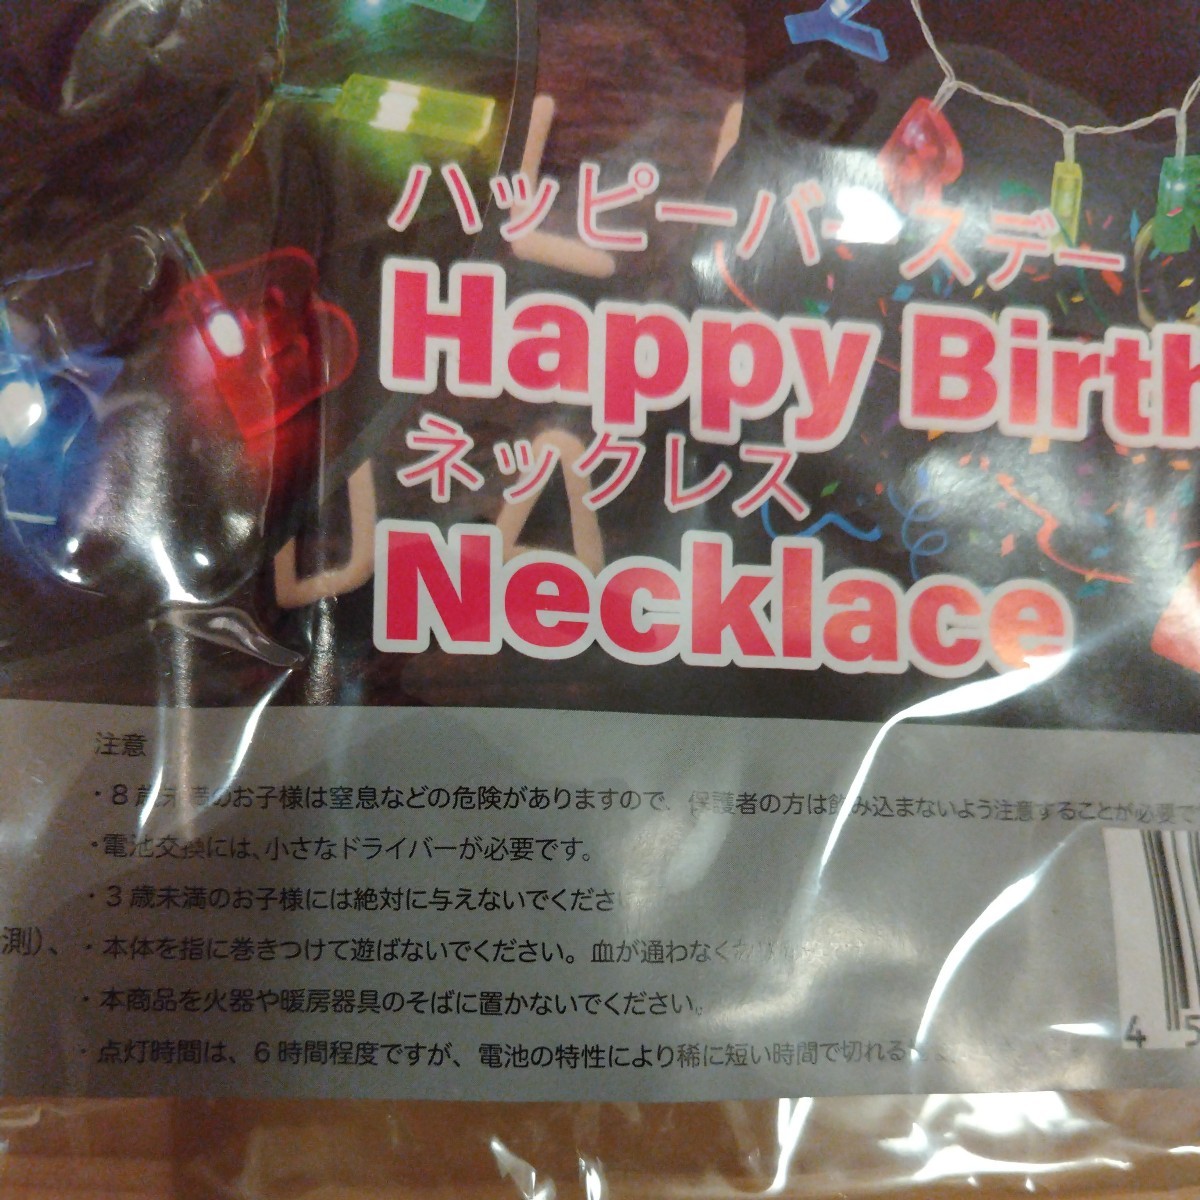 ハッピーバースデー
Happy Birth
ネックレス
Necklace
注意
・8歳未満のお子様は窒息などの危険がありますので、保護者の方は飲み込まないよう注意することが必要で
・電池交換には、小さなドライバーが必要です。
・3歳未満のお子様には絶対に与えないでくださ
測)、
・本体を指に巻きつけて遊ばないでください。血が通わなく
・本商品を火器や暖房器具のそばに置かないでください。
・点灯時間は、6時間程度ですが、電池の特性により稀に短い時間で切れる
4 5